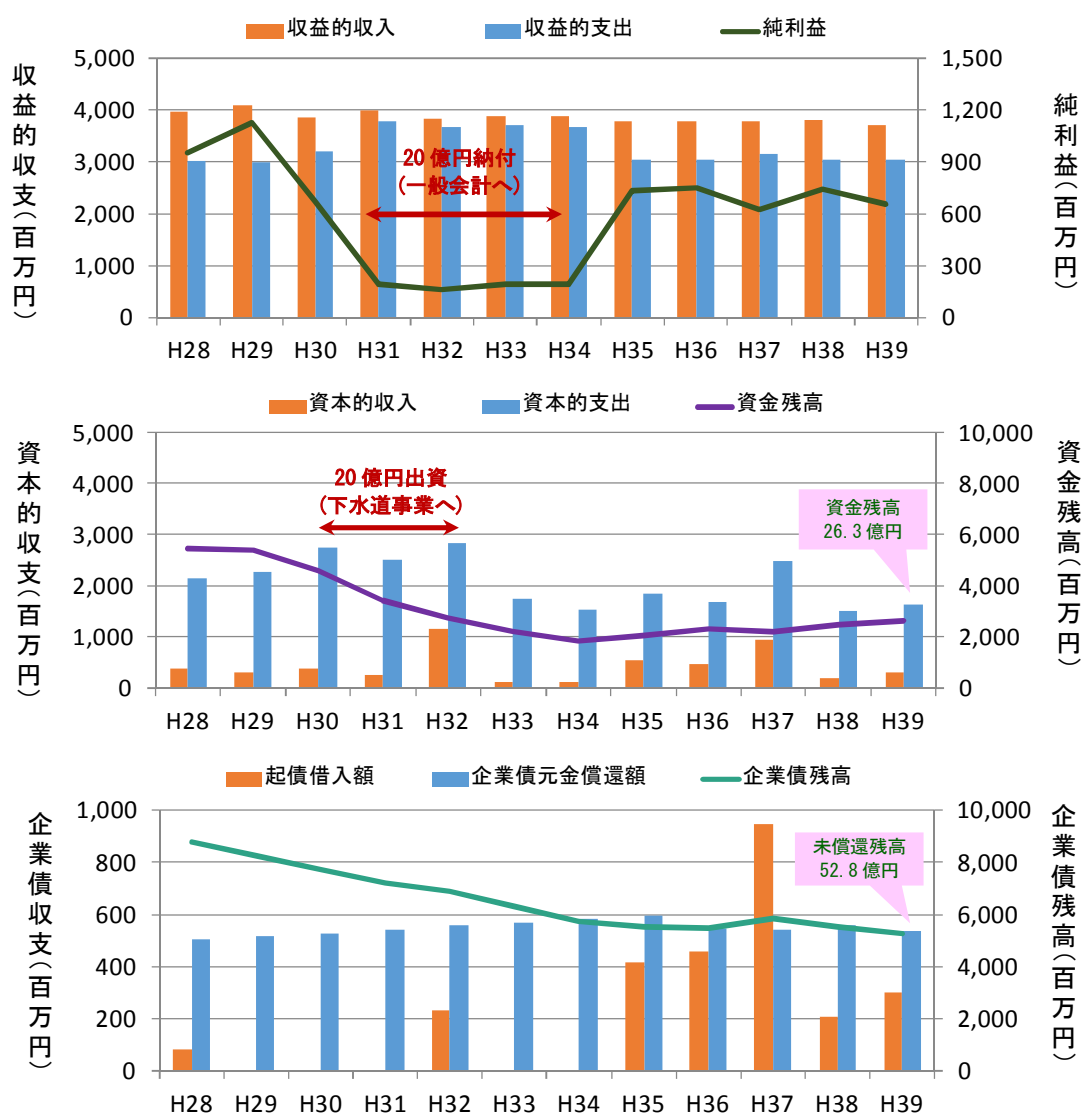 収益的収入 収益的支出 純利益
収益的収支(百万円)
純利益(百万円)
5,000
4,000
3,000
2,000
1,000
0
1,500
1,200
900
600
300
0
20 億円納付
(一般会計へ)
H28 H29 H30 H31 H32 H33 H34 H35 H36 H37 H38 H39
資本的収入 資本的支出 資金残高
資本的収支(百万円)
資金残高(百万円)
5,000
4,000
3,000
2,000
1,000
0
10,000
8,000
6,000
4,000
2,000
0
20 億円出資
(下水道事業へ)
資金残高
26.3 億円
H28 H29 H30 H31 H32 H33 H34 H35 H36 H37 H38 H39
起債借入額 企業債元金償還額 企業債残高
企業債収支(百万円)
企業債残高(百万円)
1,000
800
600
400
200
0
10,000
8,000
6,000
4,000
2,000
0
未償還残高
52.8 億円
H28 H29 H30 H31 H32 H33 H34 H35 H36 H37 H38 H39